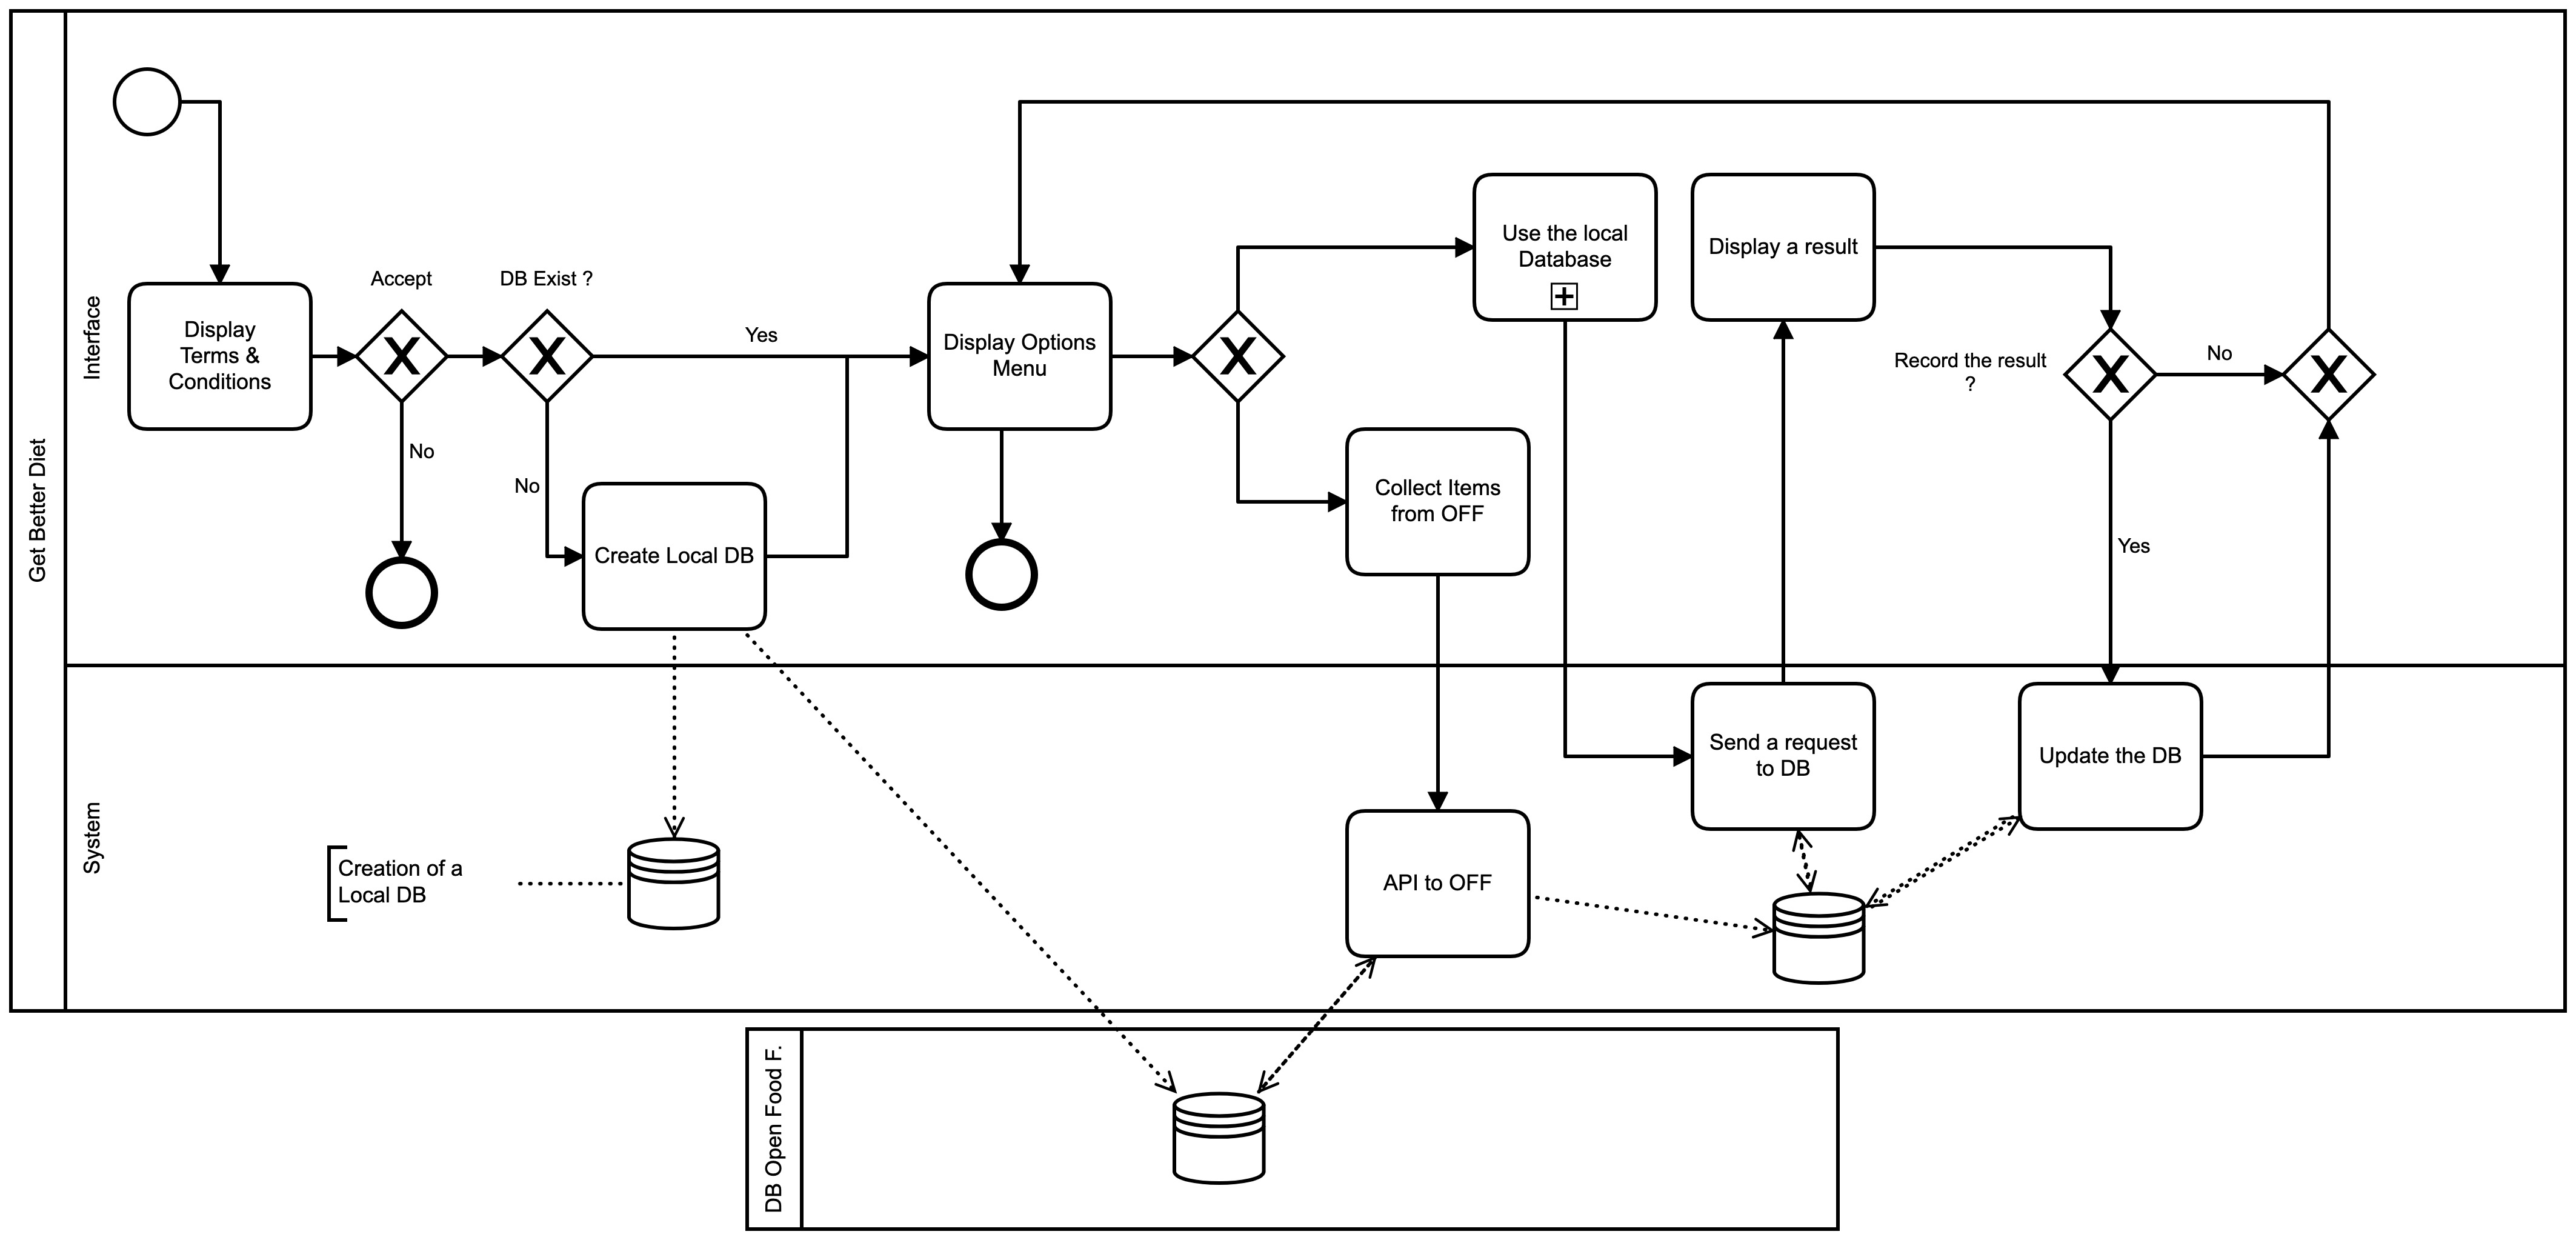 Get Better Diet
Interface
System
Display
Terms &
Conditions
Accept
No
DB Exist ?
Yes
No
Create Local DB
Display Options
Menu
Use the local
Database
Collect Items
from OFF
Display a result
Record the result
?
No
Yes
Creation of a
Local DB
API to OFF
Send a request
to DB
Update the DB
DB Open Food F.